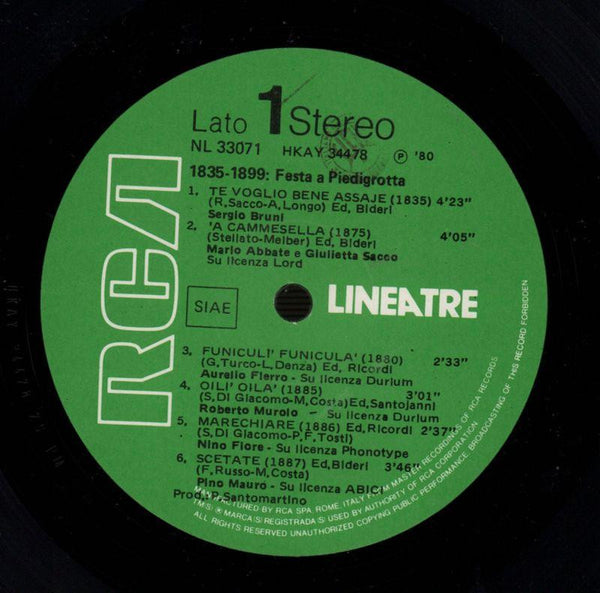 Lato 1 Stereo
NL 33071 HKAY 34478 Ⓟ '80
1835-1899: Festa a Piedigrotta
1. TE VOGLIO BENE ASSAJE (1835) 4'23"
(R,Sacco-A,Longo) Ed, Bideri
Sergio Bruni
2. 'A CAMMESELLA (1875) 4'05"
(Stellato-Melber) Ed, Bideri
Mario Abbate e Giulietta Sacco
Su licenza Lord
RCA
SIAE
LINEATRE
3. FUNICULI' FUNICULA' (1880) 2'33"
(G,Turco-L,Denza) Ed, Ricordi
Aurelio Fierro - Su licenza Durium
4. OILI' OILA' (1885) 3'01"
(S,Di Giacomo-M,Costa) Ed,Santojanni
Roberto Murolo - Su licenza Durium
5. MARECHIARE (1886) Ed,Ricordi 2'37"
(S,Di Giacomo-P,F,Tosti)
Nino Fiore - Su licenza Phonotype
6. SCETATE (1887) Ed,Bideri 3'46"
(F,Russo-M,Costa)
Pino Mauro - Su licenza ABICI
Prod.:P.Santomartino
MANUFACTURED BY RCA SPA, ROME, ITALY, FROM MASTER RECORDINGS OF RCA RECORDS
TM(S) ® MARCA(S) REGISTRADA(S) USED BY AUTHORITY OF RCA CORPORATION
ALL RIGHTS RESERVED UNAUTHORIZED COPYING PUBLIC PERFORMANCE BROADCASTING OF THIS RECORD FORBIDDEN